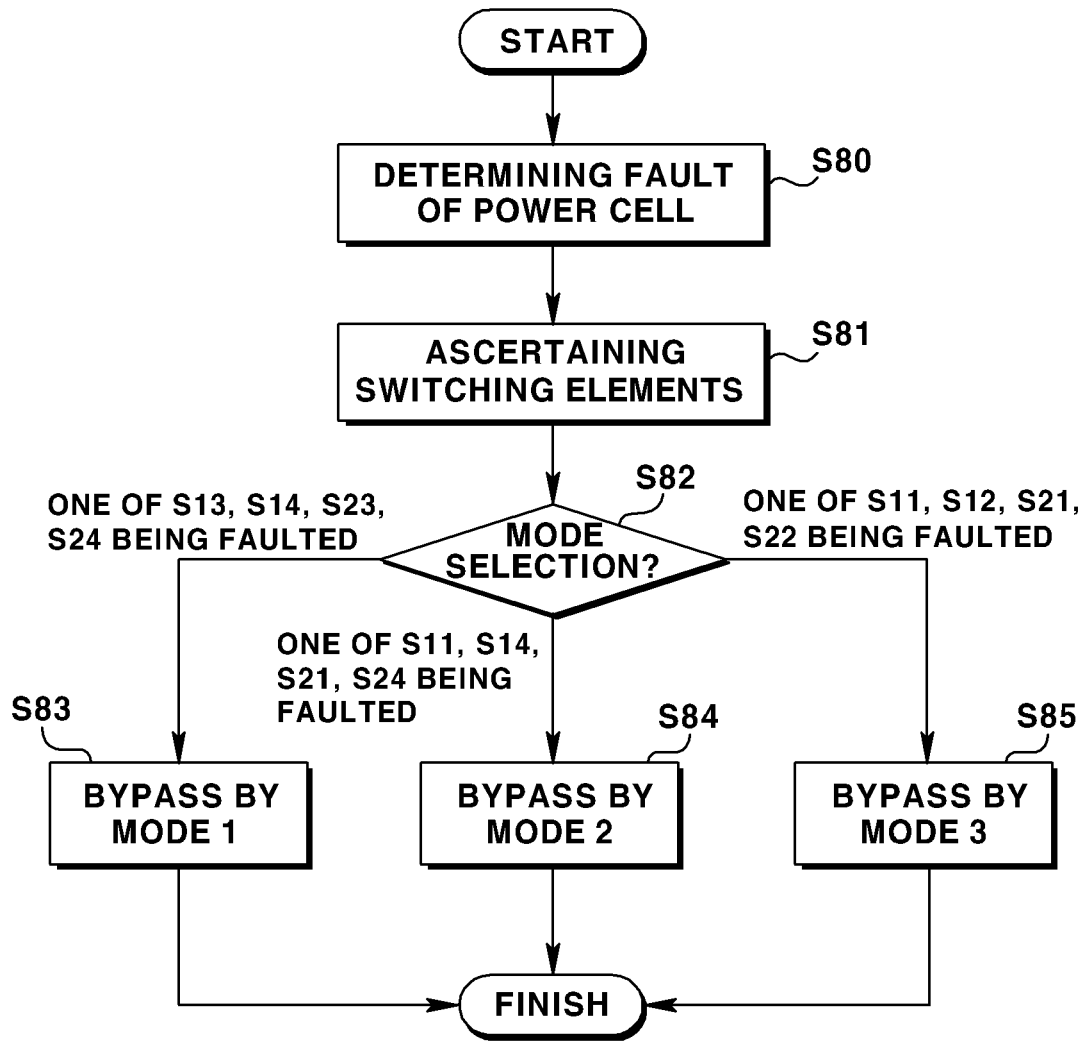 START
S80
DETERMINING FAULT
OF POWER CELL
S81
ASCERTAINING
SWITCHING ELEMENTS
S82
MODE
SELECTION?
ONE OF S13, S14, S23,
S24 BEING FAULTED
ONE OF S11, S12, S21,
S22 BEING FAULTED
ONE OF S11, S14,
S21, S24 BEING
FAULTED
S83
BYPASS BY
MODE 1
S84
BYPASS BY
MODE 2
S85
BYPASS BY
MODE 3
FINISH